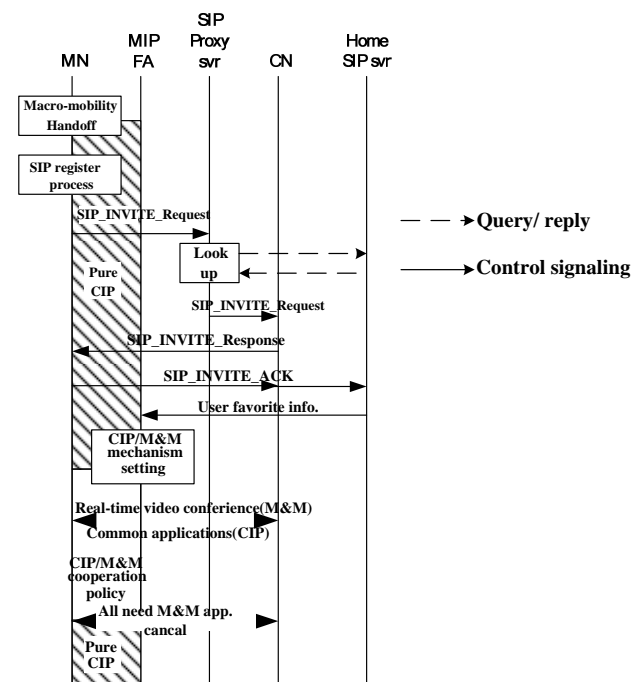 SIP
MIP Proxy Home
MN FA svr CN SIP svr
Macro-mobility
Handoff
SIP register
process
SIP_INVITE_Request
Query/ reply
Look
up
Pure
CIP
Control signaling
SIP_INVITE_Request
SIP_INVITE_Response
SIP_INVITE_ACK
User favorite info.
CIP/M&M
mechanism
setting
Real-time video conference(M&M)
Common applications(CIP)
CIP/M&M
cooperation
policy
All need M&M app.
cancal
Pure
CIP